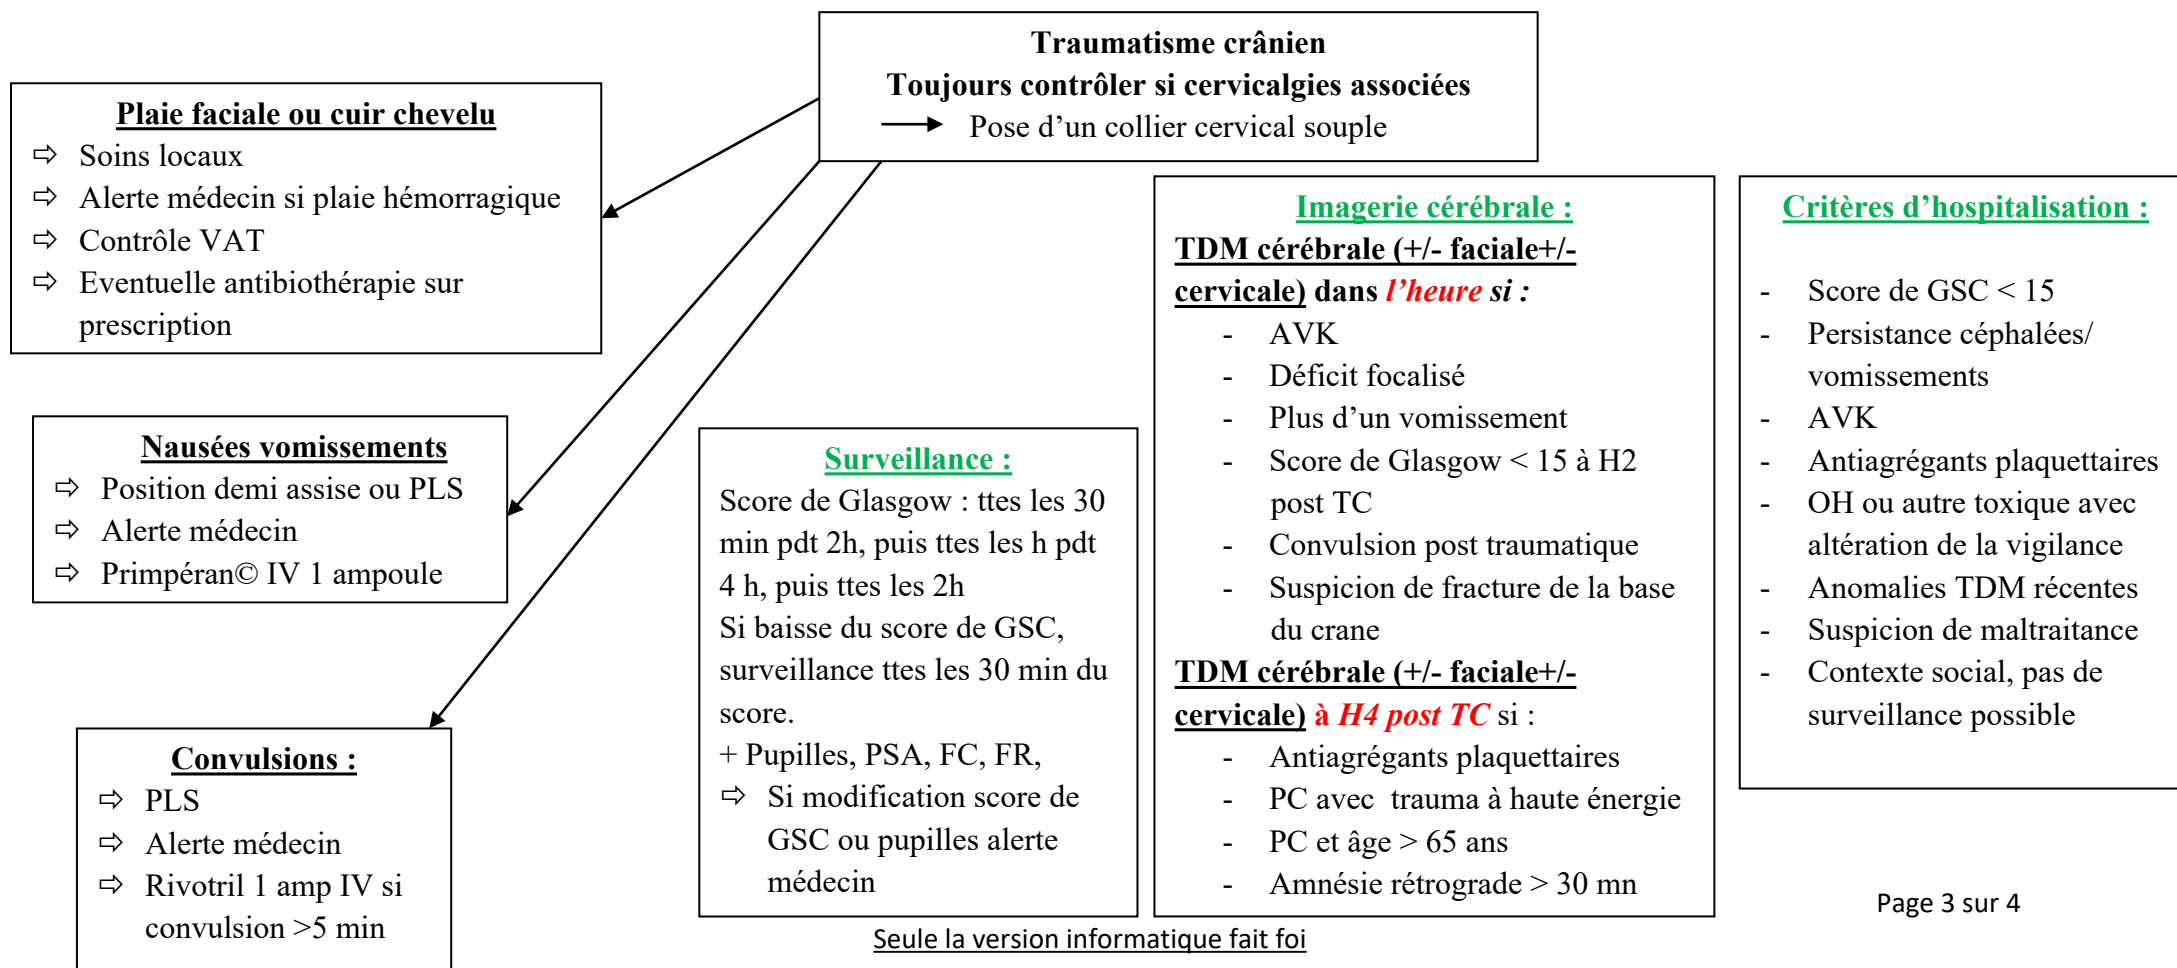 Traumatisme crânien
Toujours contrôler si cervicalgies associées
Pose d’un collier cervical souple
Plaie faciale ou cuir chevelu
⇨ Soins locaux
⇨ Alerte médecin si plaie hémorragique
⇨ Contrôle VAT
⇨ Eventuelle antibiothérapie sur
prescription
Nausées vomissements
⇨ Position demi assise ou PLS
⇨ Alerte médecin
⇨ Primpéran© IV 1 ampoule
Convulsions :
⇨ PLS
⇨ Alerte médecin
⇨ Rivotril 1 amp IV si
convulsion >5 min
Surveillance :
Score de Glasgow : ttes les 30
min pdt 2h, puis ttes les h pdt
4 h, puis ttes les 2h
Si baisse du score de GSC,
surveillance ttes les 30 min du
score.
+ Pupilles, PSA, FC, FR,
⇨ Si modification score de
GSC ou pupilles alerte
médecin
Imagerie cérébrale :
TDM cérébrale (+/- faciale+/-
cervicale) dans l’heure si :
- AVK
- Déficit focalisé
- Plus d’un vomissement
- Score de Glasgow < 15 à H2
post TC
- Convulsion post traumatique
- Suspicion de fracture de la base
du crane
TDM cérébrale (+/- faciale+/-
cervicale) à H4 post TC si :
- Antiagrégants plaquettaires
- PC avec trauma à haute énergie
- PC et âge > 65 ans
- Amnésie rétrograde > 30 mn
Critères d’hospitalisation :
- Score de GSC < 15
- Persistance céphalées/
vomissements
- AVK
- Antiagrégants plaquettaires
- OH ou autre toxique avec
altération de la vigilance
- Anomalies TDM récentes
- Suspicion de maltraitance
- Contexte social, pas de
surveillance possible
Page 3 sur 4
Seule la version informatique fait foi